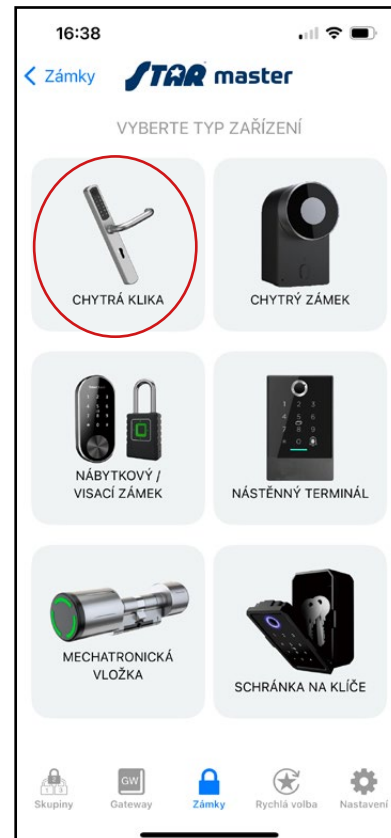 16:38
Zámky
STAR master
VYBERTE TYP ZAŘÍZENÍ
CHYTRÁ KLIKA
CHYTRÝ ZÁMEK
NÁBYTKOVÝ /
VISACÍ ZÁMEK
NÁSTĚNNÝ TERMINÁL
MECHATRONICKÁ
VLOŽKA
SCHRÁNKA NA KLÍČE
GW
Skupiny
Gateway
Zámky
Rychlá volba
Nastavení